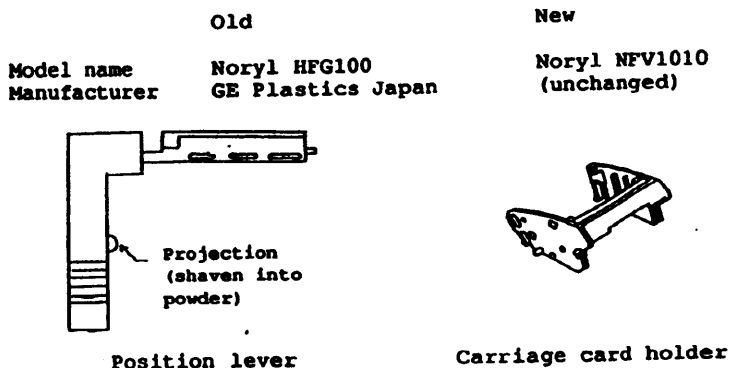 Old New
Model name Noryl HFG100 Noryl NFV1010
Manufacturer GE Plastics Japan (unchanged)
Projection
(shaven into
powder)
Position lever Carriage card holder